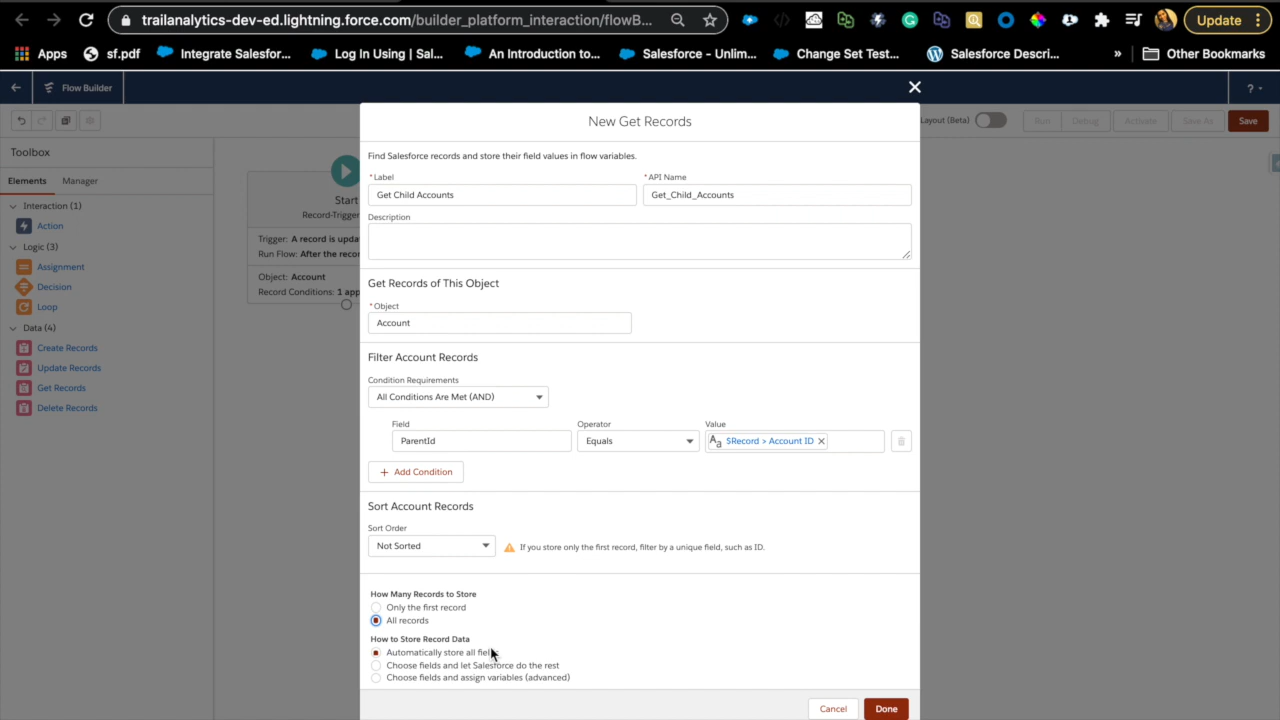 trailanalytics-dev-ed.lightning.force.com/builder_platform_interaction/flowB...
Update
Apps
sf.pdf
Integrate Salesfor...
Log In Using | Sal...
An Introduction to...
Salesforce – Unlim...
Change Set Test...
Salesforce Descri...
»
Other Bookmarks
Flow Builder
?
Layout (Beta)
Run
Debug
Activate
Save As
Save
Toolbox
Elements
Manager
Interaction (1)
Action
Logic (3)
Assignment
Decision
Loop
Data (4)
Create Records
Update Records
Get Records
Delete Records
Start
Record-Trigge
Trigger: A record is upda
Run Flow: After the recor
Object: Account
Record Conditions: 1 app
New Get Records
Find Salesforce records and store their field values in flow variables.
* Label
* API Name
Get Child Accounts
Get_Child_Accounts
Description
Get Records of This Object
* Object
Account
Filter Account Records
Condition Requirements
All Conditions Are Met (AND)
Field
Operator
Value
ParentId
Equals
$Record > Account ID
+ Add Condition
Sort Account Records
Sort Order
Not Sorted
If you store only the first record, filter by a unique field, such as ID.
How Many Records to Store
Only the first record
All records
How to Store Record Data
Automatically store all fields
Choose fields and let Salesforce do the rest
Choose fields and assign variables (advanced)
Cancel
Done